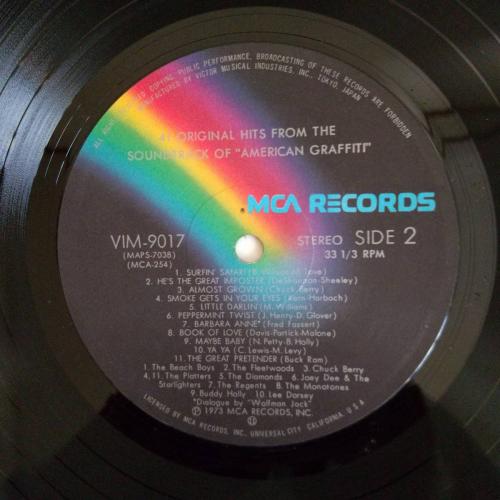 ALL RIGHT COPYING PUBLIC PERFORMANCE, BROADCASTING OF THESE RECORDS ARE FORBIDDEN
MANUFACTURED BY VICTOR MUSICAL INDUSTRIES, INC., TOKYO, JAPAN
ORIGINAL HITS FROM THE
SOUNDTRACK OF "AMERICAN GRAFFITI"
MCA RECORDS
VIM-9017
STEREO SIDE 2
(MAPS-7038)
33 1/3 RPM
(MCA-254)
1. SURFIN' SAFARI Love)
2. HE'S THE GREAT IMPOSTER (DeShannon-Sheeley)
3. ALMOST GROWN (Chuck Berry)
4. SMOKE GETS IN YOUR EYES (Kern-Harbach)
5. LITTLE DARLIN' (M. Williams)
6. PEPPERMINT TWIST (J. Henry-D. Glover)
7. BARBARA ANNE* (Fred Fassert)
8. BOOK OF LOVE (Davis-Patrick-Malone)
9. MAYBE BABY (N. Petty-B. Holly)
10. YA YA (C. Lewis-M. Levy)
11. THE GREAT PRETENDER (Buck Ram)
1. The Beach Boys 2. The Fleetwoods 3. Chuck Berry
4, 11. The Platters 5. The Diamonds 6. Joey Dee & The
Starlighters 7. The Regents 8. The Monotones
9. Buddy Holly 10. Lee Dorsey
*Dialogue by "Wolfman Jock"
Ⓟ 1973 MCA RECORDS, INC.
LICENSED BY MCA RECORDS, INC., UNIVERSAL CITY, CALIFORNIA, U S A